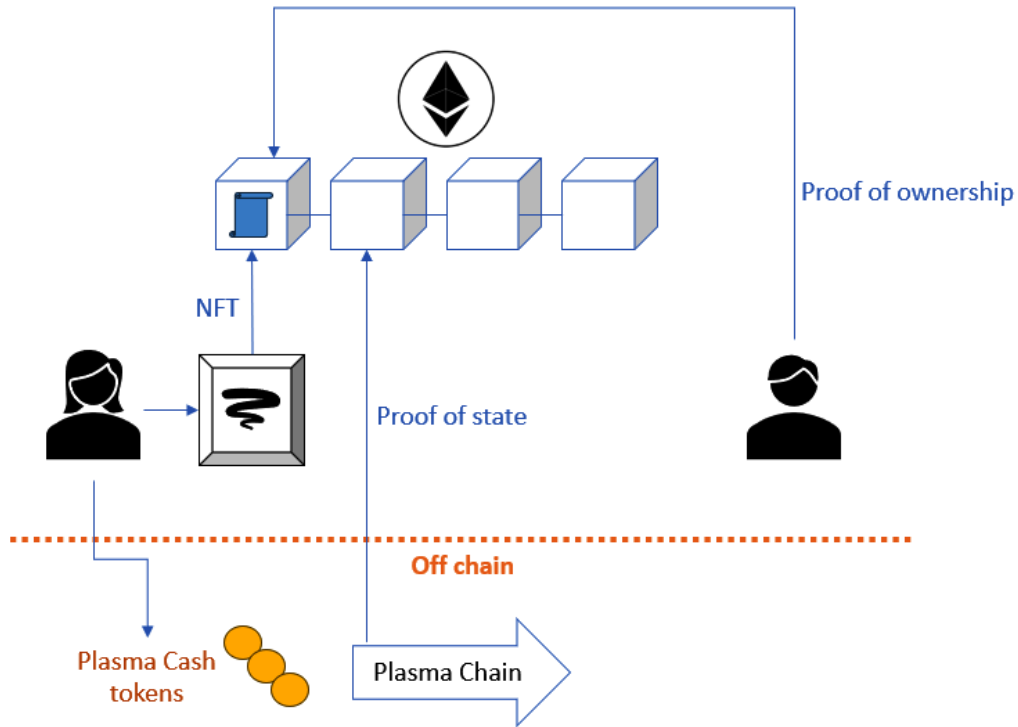 Proof of ownership
NFT
Proof of state
Off chain
Plasma Cash
tokens
Plasma Chain